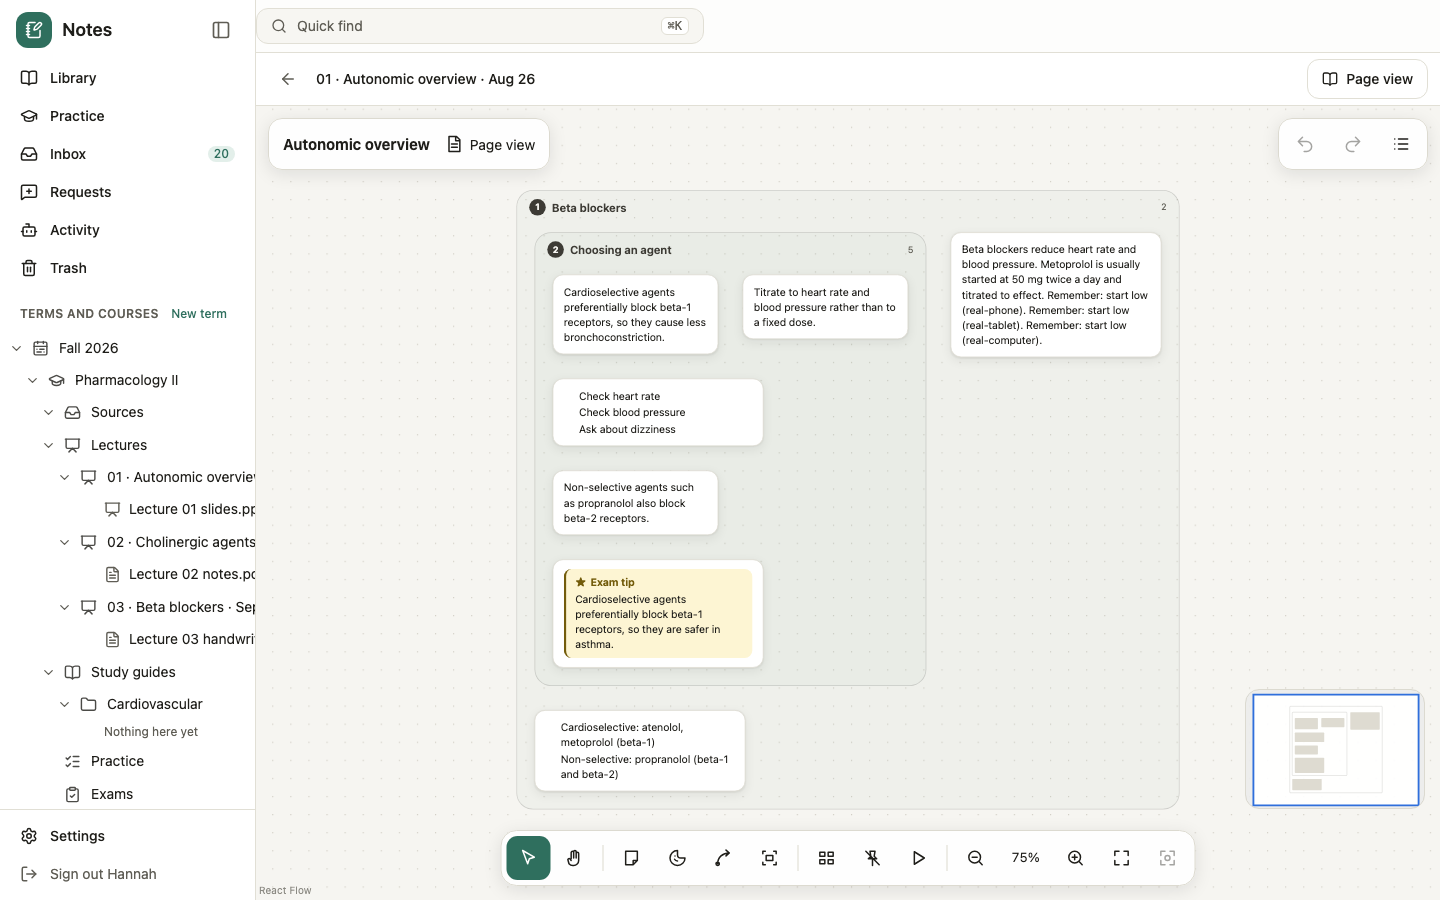 Notes
Library
Practice
Inbox 20
Requests
Activity
Trash
TERMS AND COURSES New term
Fall 2026
Pharmacology II
Sources
Lectures
01 · Autonomic overview
Lecture 01 slides.pp
02 · Cholinergic agents
Lecture 02 notes.pd
03 · Beta blockers · Sep
Lecture 03 handwri
Study guides
Cardiovascular
Nothing here yet
Practice
Exams
Settings
Sign out Hannah
Quick find ⌘K
01 · Autonomic overview · Aug 26
Page view
Autonomic overview Page view
1 Beta blockers 2
2 Choosing an agent 5
Cardioselective agents
preferentially block beta-1
receptors, so they cause less
bronchoconstriction.
Titrate to heart rate and
blood pressure rather than to
a fixed dose.
Check heart rate
Check blood pressure
Ask about dizziness
Non-selective agents such
as propranolol also block
beta-2 receptors.
Exam tip
Cardioselective agents
preferentially block beta-1
receptors, so they are safer in
asthma.
Beta blockers reduce heart rate and
blood pressure. Metoprolol is usually
started at 50 mg twice a day and
titrated to effect. Remember: start low
(real-phone). Remember: start low
(real-tablet). Remember: start low
(real-computer).
Cardioselective: atenolol,
metoprolol (beta-1)
Non-selective: propranolol (beta-1
and beta-2)
75%
React Flow